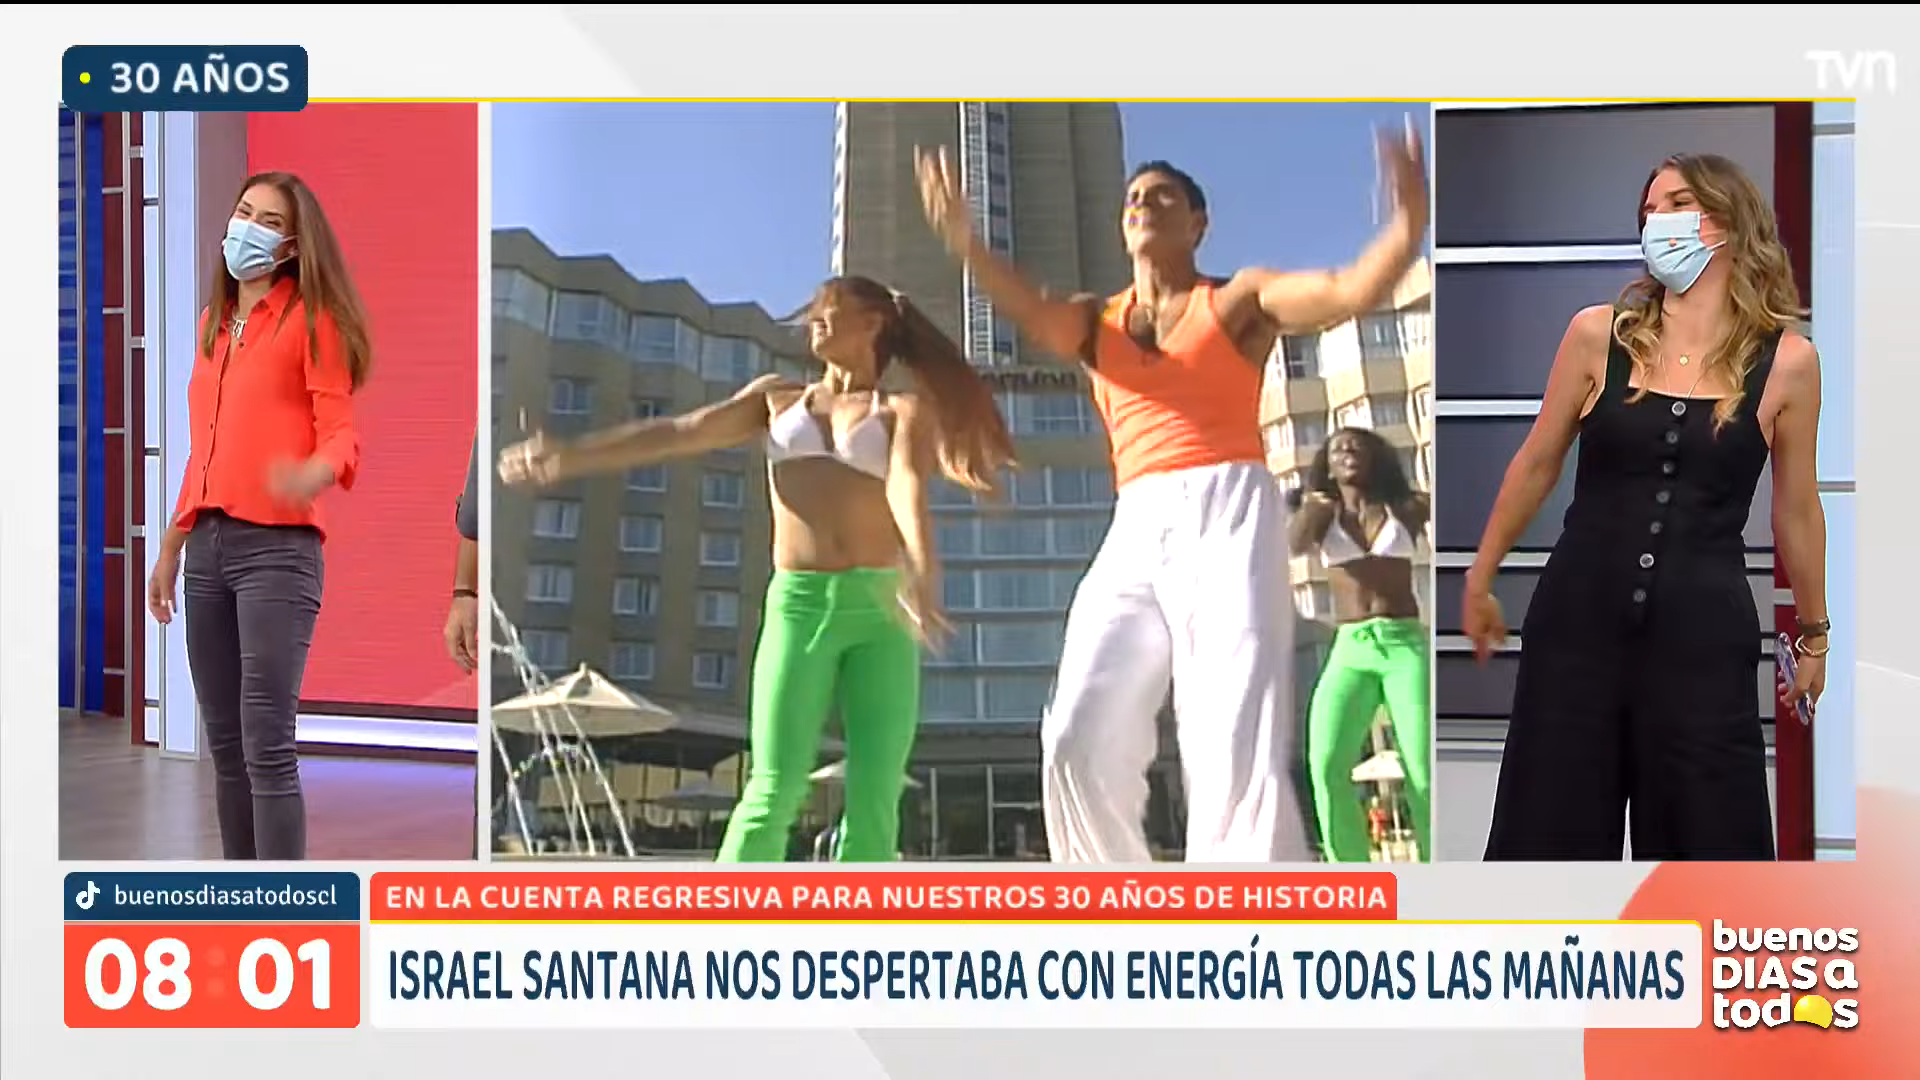 30 AÑOS
TVN
buenosdiasatodoscl
EN LA CUENTA REGRESIVA PARA NUESTROS 30 AÑOS DE HISTORIA
08:01
ISRAEL SANTANA NOS DESPERTABA CON ENERGÍA TODAS LAS MAÑANAS
buenos
DIAS a
todos